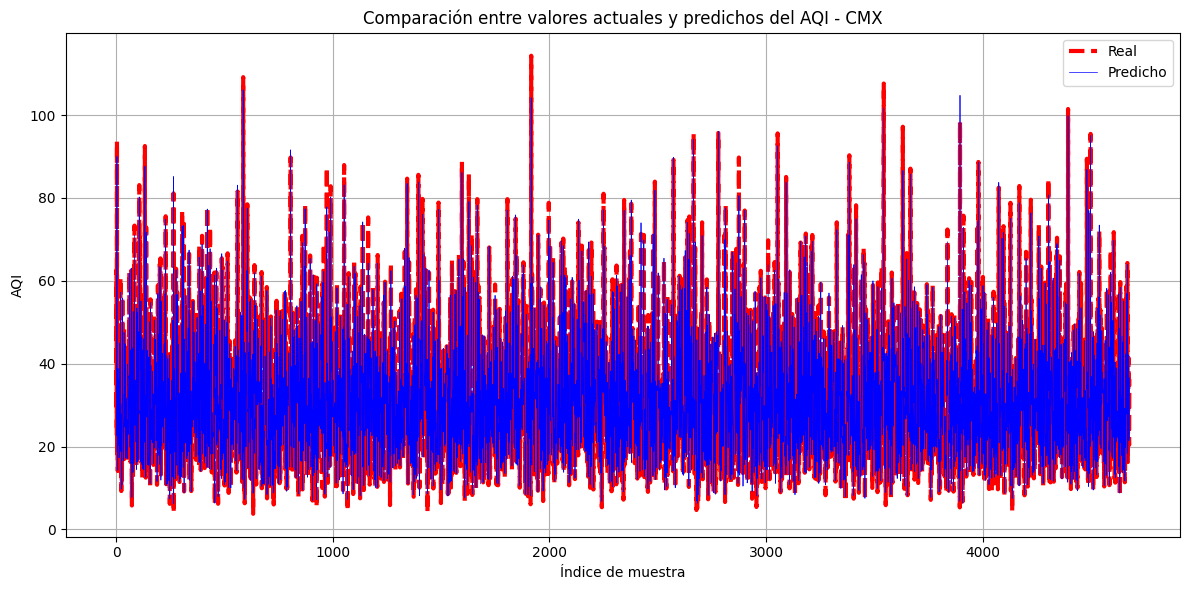 Comparación entre valores actuales y predichos del AQI - CMX
Real
Predicho
AQI
100
80
60
40
20
0
0 1000 2000 3000 4000
Índice de muestra